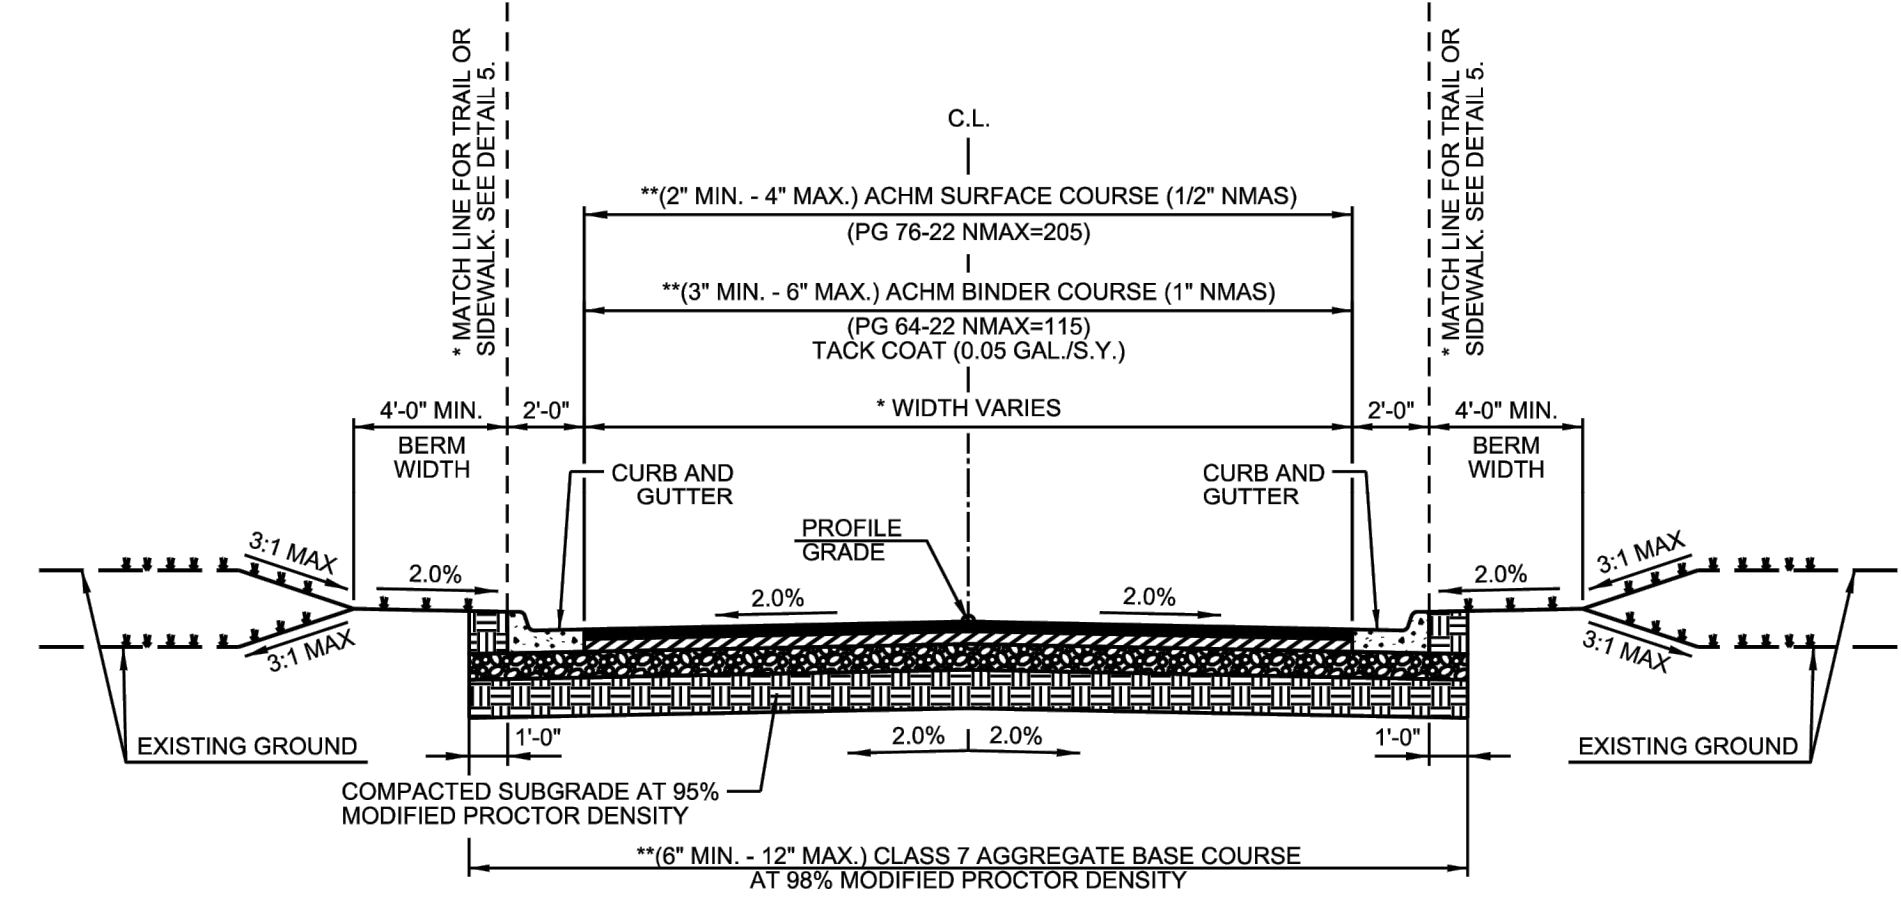 * MATCH LINE FOR TRAIL OR
SIDEWALK. SEE DETAIL 5.
C.L.
* MATCH LINE FOR TRAIL OR
SIDEWALK. SEE DETAIL 5.
**(2" MIN. - 4" MAX.) ACHM SURFACE COURSE (1/2" NMAS)
(PG 76-22 NMAX=205)
**(3" MIN. - 6" MAX.) ACHM BINDER COURSE (1" NMAS)
(PG 64-22 NMAX=115)
TACK COAT (0.05 GAL./S.Y.)
4'-0" MIN.
BERM
WIDTH
2'-0"
* WIDTH VARIES
2'-0"
4'-0" MIN.
BERM
WIDTH
CURB AND
GUTTER
CURB AND
GUTTER
PROFILE
GRADE
3:1 MAX
2.0%
2.0%
2.0%
2.0%
3:1 MAX
3:1 MAX
3:1 MAX
EXISTING GROUND
1'-0"
2.0%
2.0%
1'-0"
EXISTING GROUND
COMPACTED SUBGRADE AT 95%
MODIFIED PROCTOR DENSITY
**(6" MIN. - 12" MAX.) CLASS 7 AGGREGATE BASE COURSE
AT 98% MODIFIED PROCTOR DENSITY